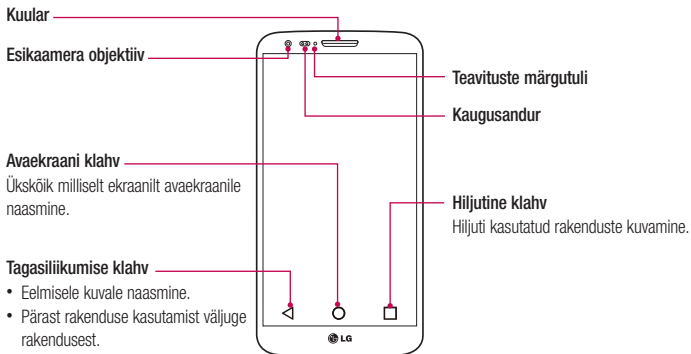 Kuular
Esikaamera objektiiv
Teavituste märgutuli
Kaugusandur
Avaekraani klahv
Ükskõik milliselt ekraanilt avaekraanile
naasmine.
Hiljutine klahv
Hiljuti kasutatud rakenduste kuvamine.
Tagasiliikumise klahv
• Eelmisele kuvale naasmine.
• Pärast rakenduse kasutamist väljuge
rakendusest.
LG